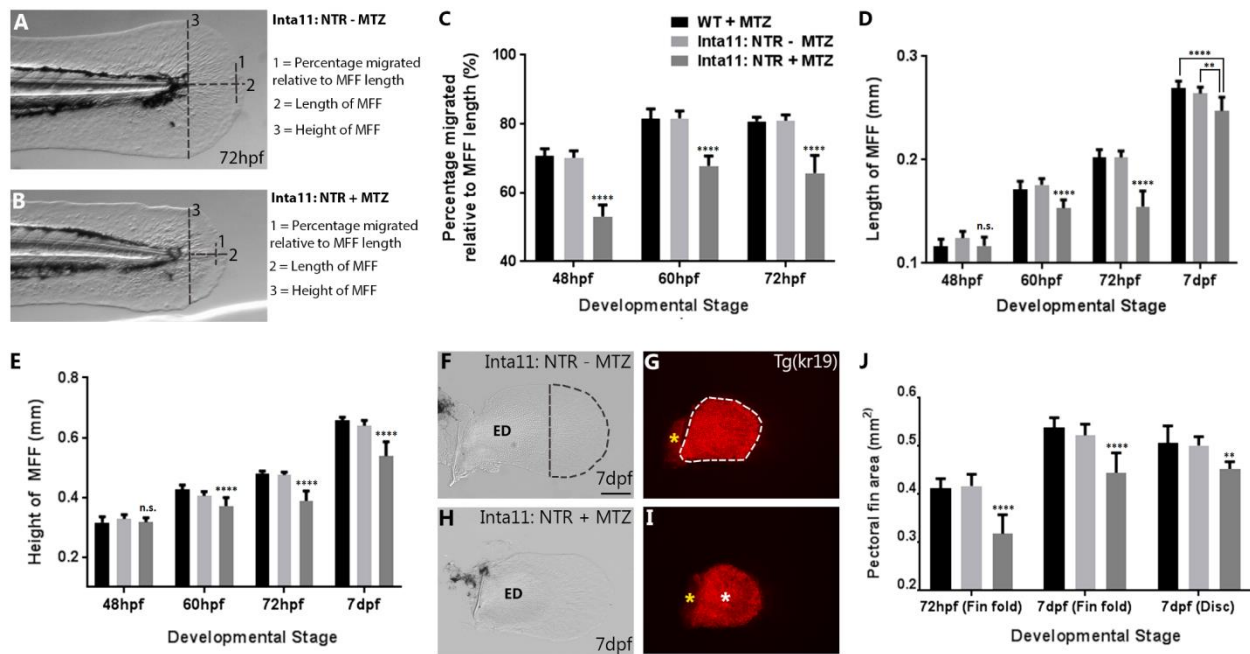 A
Inta11: NTR - MTZ
3
1
2
1 = Percentage migrated
relative to MFF length
2 = Length of MFF
3 = Height of MFF
72hpf
B
Inta11: NTR + MTZ
3
1
2
1 = Percentage migrated
relative to MFF length
2 = Length of MFF
3 = Height of MFF
C
WT + MTZ
Inta11: NTR - MTZ
Inta11: NTR + MTZ
Percentage migrated
relative to MFF length (%)
100
80
60
40
****
****
****
48hpf
60hpf
72hpf
Developmental Stage
D
Length of MFF (mm)
0.3
0.2
0.1
n.s.
****
****
****
**
48hpf
60hpf
72hpf
7dpf
Developmental Stage
E
Height of MFF (mm)
0.8
0.6
0.4
0.2
n.s.
****
****
****
48hpf
60hpf
72hpf
7dpf
Developmental Stage
F
Inta11: NTR - MTZ
ED
7dpf
G
Tg(kr19)
*
H
Inta11: NTR + MTZ
ED
7dpf
I
*
*
J
Pectoral fin area (mm²)
0.6
0.5
0.4
0.3
0.2
****
****
**
72hpf (Fin fold)
7dpf (Fin fold)
7dpf (Disc)
Developmental Stage